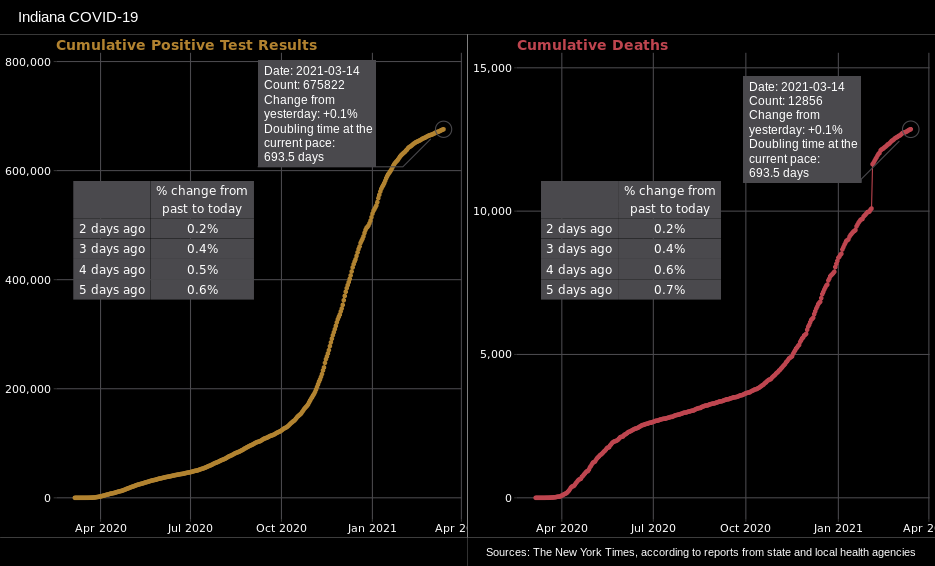 Indiana COVID-19
Cumulative Positive Test Results
800,000
600,000
400,000
200,000
0
Date: 2021-03-14
Count: 675822
Change from
yesterday: +0.1%
Doubling time at the
current pace:
693.5 days
% change from
past to today
2 days ago 0.2%
3 days ago 0.4%
4 days ago 0.5%
5 days ago 0.6%
Apr 2020 Jul 2020 Oct 2020 Jan 2021 Apr 2
Cumulative Deaths
15,000
10,000
5,000
0
Date: 2021-03-14
Count: 12856
Change from
yesterday: +0.1%
Doubling time at the
current pace:
693.5 days
% change from
past to today
2 days ago 0.2%
3 days ago 0.4%
4 days ago 0.6%
5 days ago 0.7%
Apr 2020 Jul 2020 Oct 2020 Jan 2021 Apr 2
Sources: The New York Times, according to reports from state and local health agencies